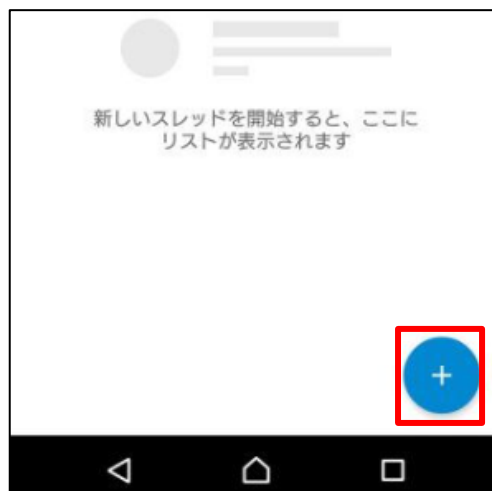 新しいスレッドを開始すると、ここに
リストが表示されます
+